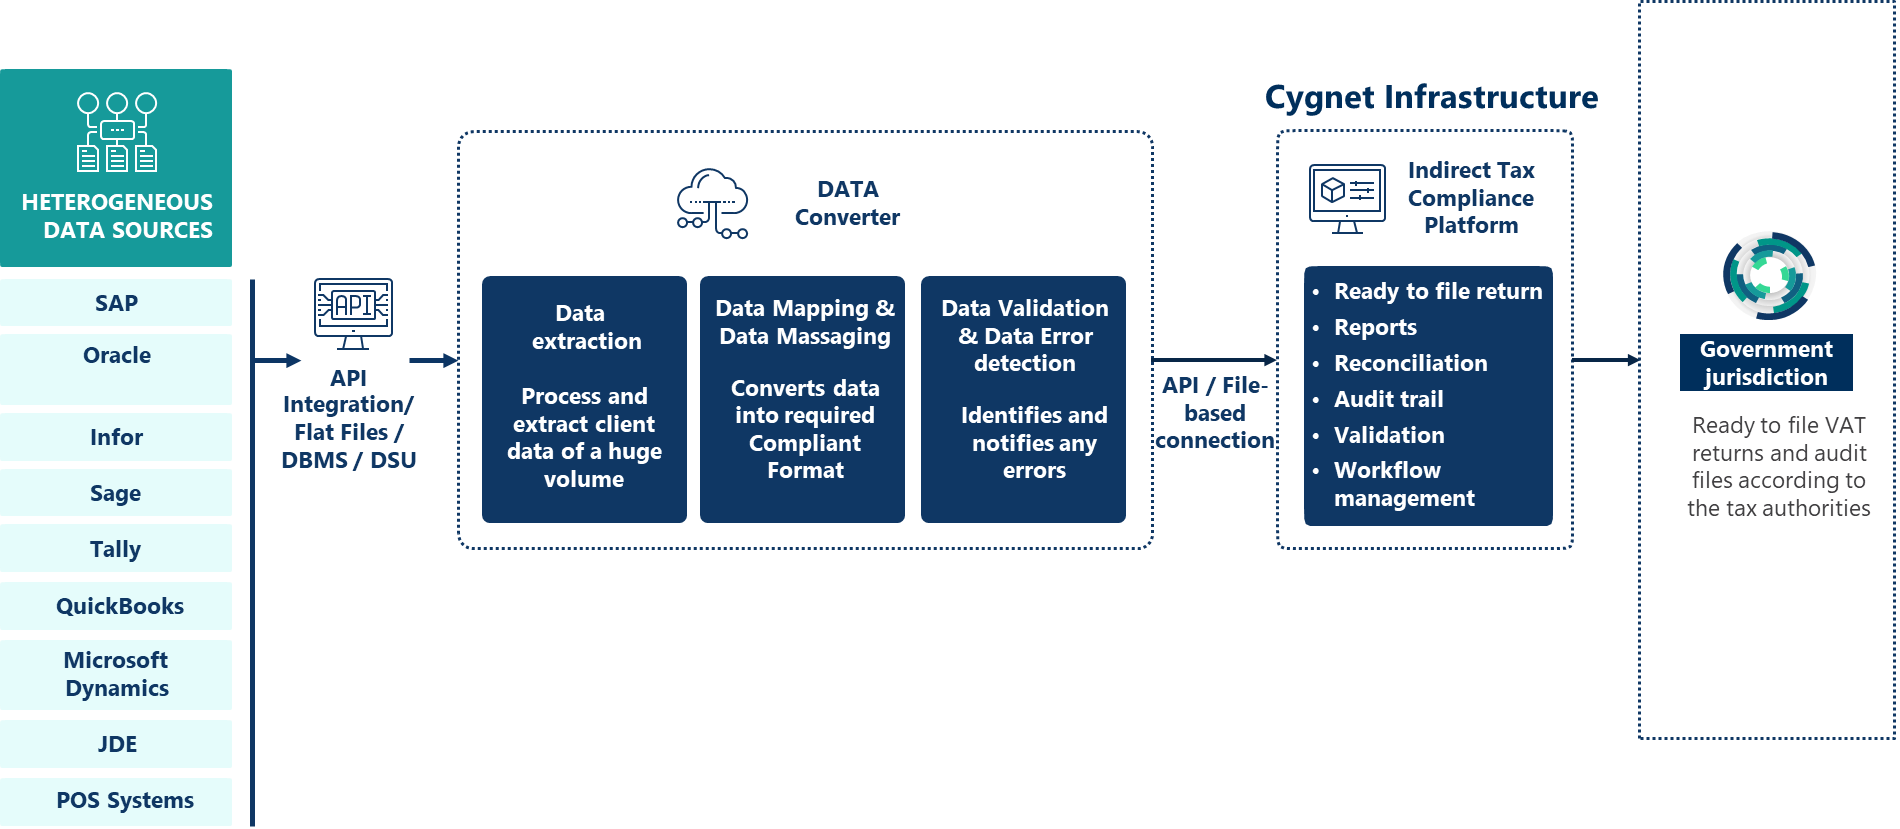 HETEROGENEOUS
DATA SOURCES
SAP
Oracle
Infor
Sage
Tally
QuickBooks
Microsoft
Dynamics
JDE
POS Systems
API
API
Integration/
Flat Files /
DBMS / DSU
DATA
Converter
Data
extraction
Process and
extract client
data of a huge
volume
Data Mapping &
Data Massaging
Converts data
into required
Compliant
Format
Data Validation
& Data Error
detection
Identifies and
notifies any
errors
API / File-
based
connection
Cygnet Infrastructure
Indirect Tax
Compliance
Platform
• Ready to file return
• Reports
• Reconciliation
• Audit trail
• Validation
• Workflow
management
Government
jurisdiction
Ready to file VAT
returns and audit
files according to
the tax authorities